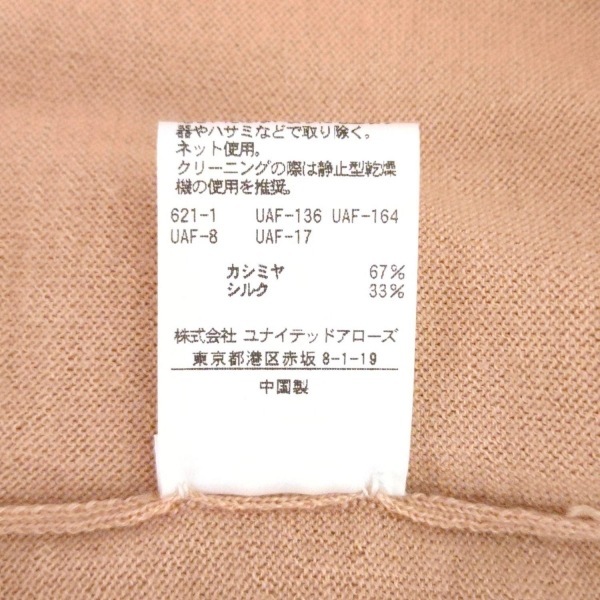 器やハサミなどで取り除く。
ネット使用。
クリーニングの際は静止型乾燥
機の使用を推奨。
621-1 UAF-136 UAF-164
UAF-8 UAF-17
カシミヤ 67%
シルク 33%
株式会社 ユナイテッドアローズ
東京都港区赤坂 8-1-19
中国製